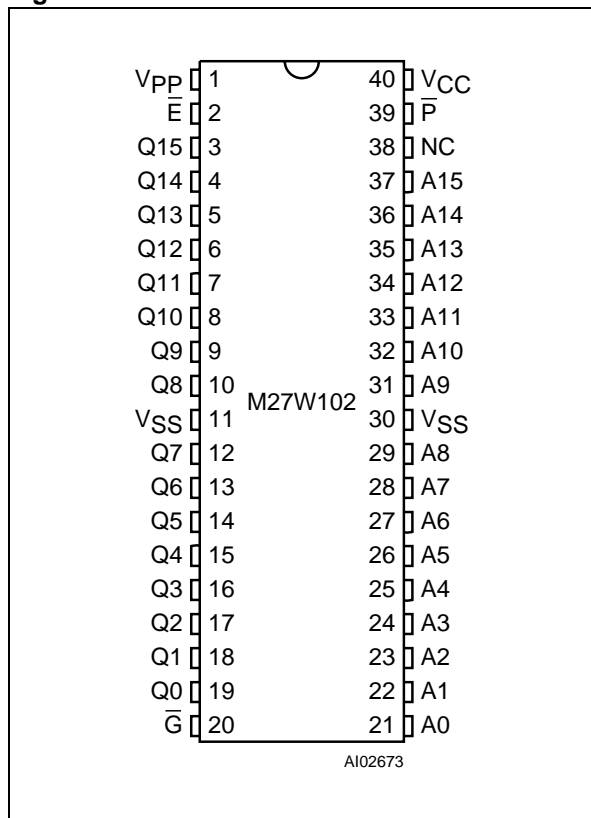 VPP 1 40 VCC
E̅ 2 39 P̅
Q15 3 38 NC
Q14 4 37 A15
Q13 5 36 A14
Q12 6 35 A13
Q11 7 34 A12
Q10 8 33 A11
Q9 9 32 A10
Q8 10 31 A9
M27W102
VSS 11 30 VSS
Q7 12 29 A8
Q6 13 28 A7
Q5 14 27 A6
Q4 15 26 A5
Q3 16 25 A4
Q2 17 24 A3
Q1 18 23 A2
Q0 19 22 A1
G̅ 20 21 A0
AI02673